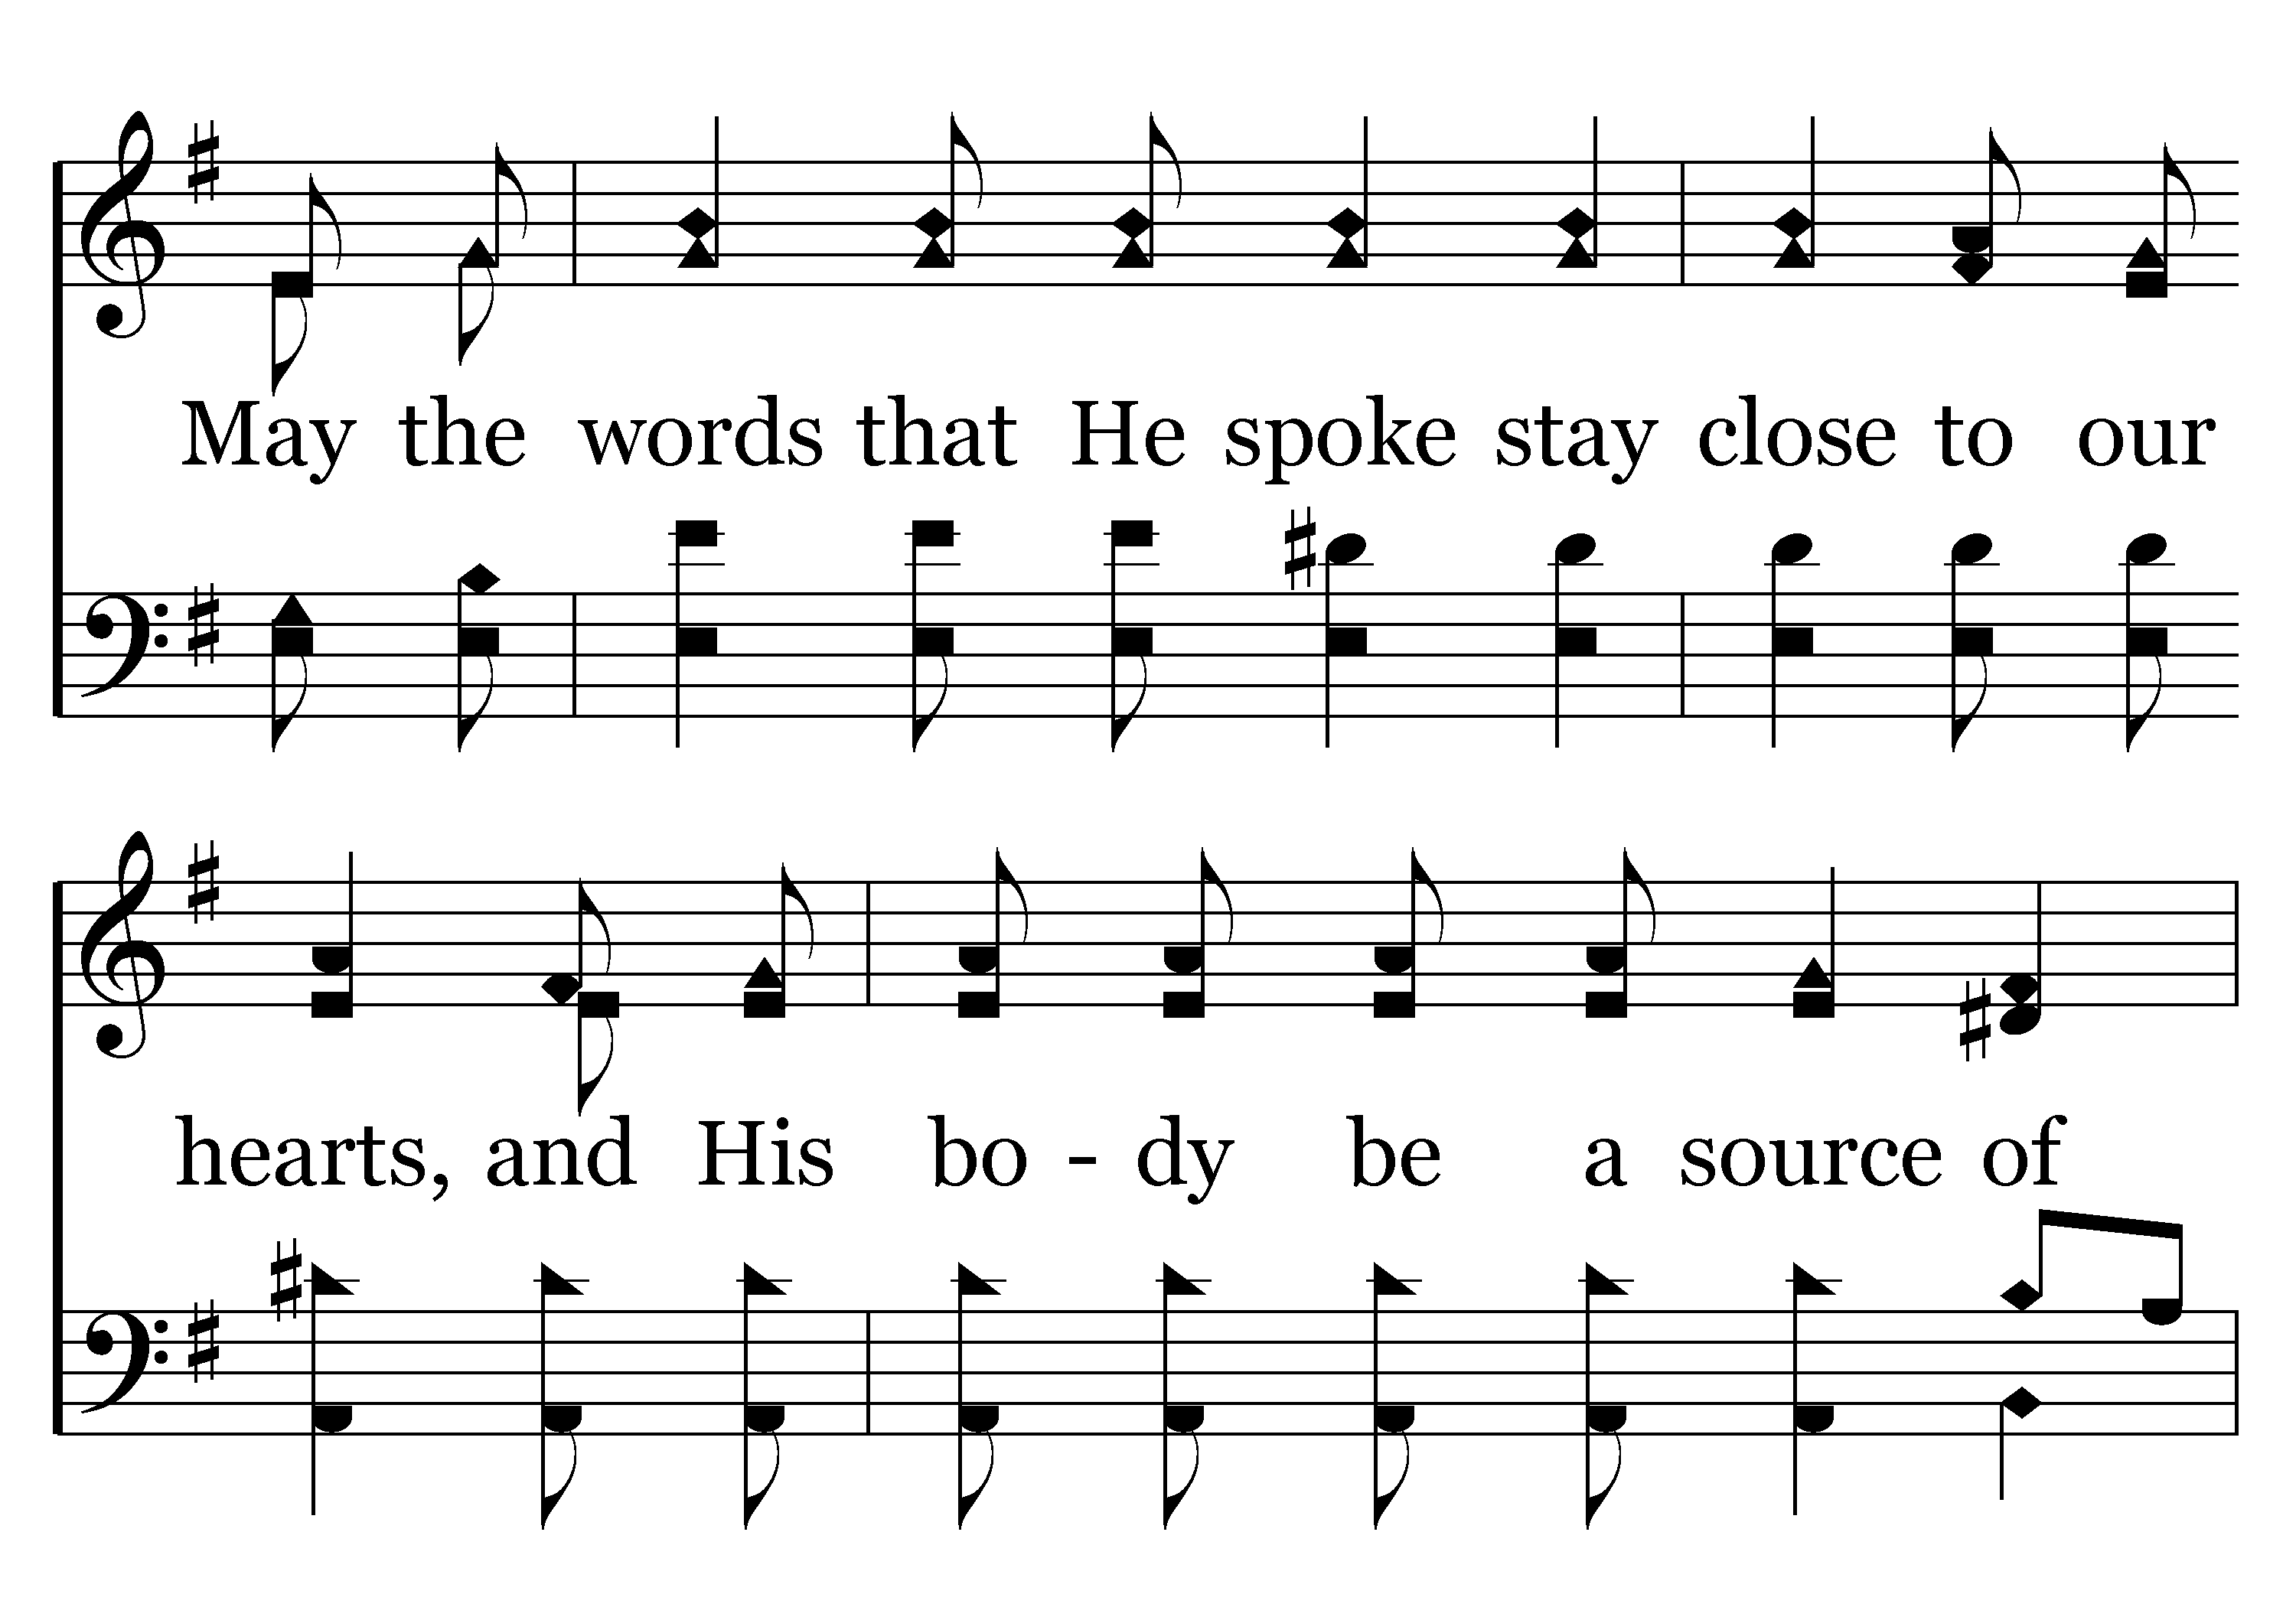 May the words that He spoke stay close to our
hearts, and His bo - dy be a source of